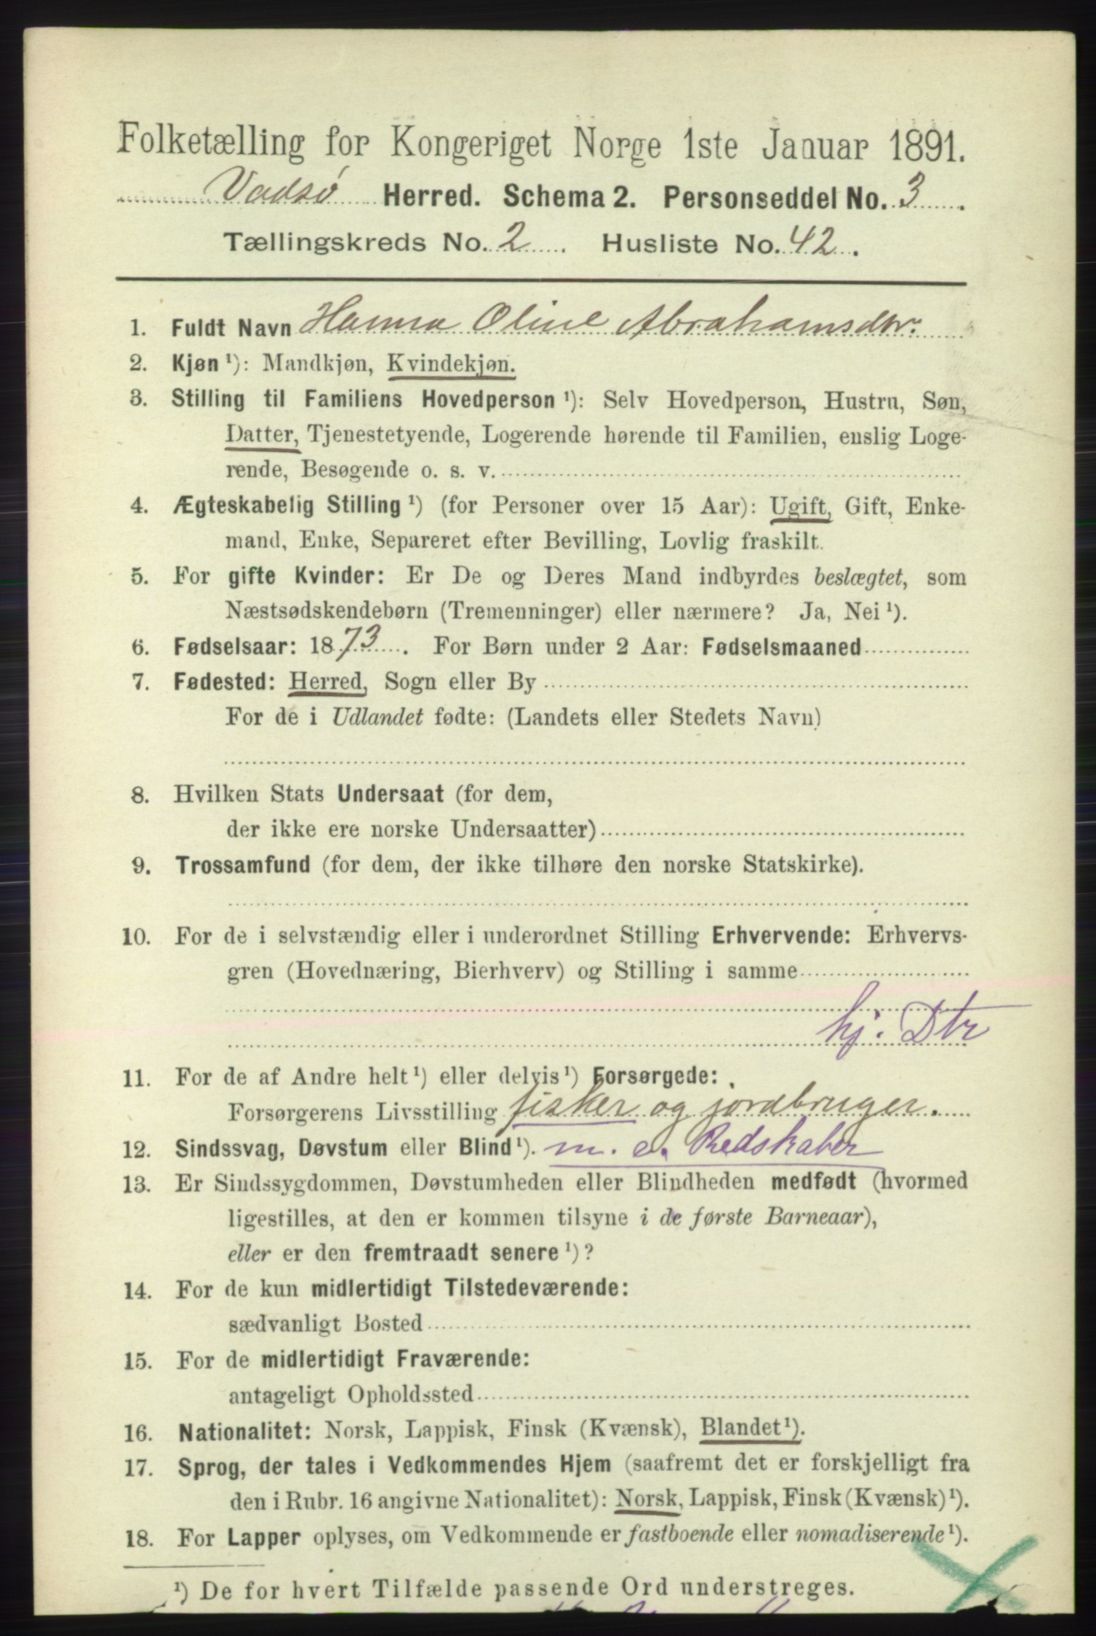 Folketælling for Kongeriget Norge 1ste Januar 1891.
Vadsø Herred. Schema 2. Personseddel No. 3.
Tællingskreds No. 2. Husliste No. 42.
1. Fuldt Navn Hanna Oline Abrahamsdtr.
2. Kjøn ¹): Mandkjøn, Kvindekjøn.
3. Stilling til Familiens Hovedperson ¹): Selv Hovedperson, Hustru, Søn,
Datter, Tjenestetyende, Logerende hørende til Familien, enslig Loge-
rende, Besøgende o. s. v.
4. Ægteskabelig Stilling ¹) (for Personer over 15 Aar): Ugift, Gift, Enke-
mand, Enke, Separeret efter Bevilling, Lovlig fraskilt.
5. For gifte Kvinder: Er De og Deres Mand indbyrdes beslægtet, som
Næstsødskendebørn (Tremenninger) eller nærmere? Ja, Nei ¹).
6. Fødselsaar: 1873. For Børn under 2 Aar: Fødselsmaaned
7. Fødested: Herred, Sogn eller By
For de i Udlandet fødte: (Landets eller Stedets Navn)
8. Hvilken Stats Undersaat (for dem,
der ikke ere norske Undersaatter)
9. Trossamfund (for dem, der ikke tilhøre den norske Statskirke).
10. For de i selvstændig eller i underordnet Stilling Erhvervende: Erhvervs-
gren (Hovednæring, Bierhverv) og Stilling i samme
hj. Dtr
11. For de af Andre helt ¹) eller delvis ¹) Forsørgede:
Forsørgerens Livsstilling fisker og jordbruger.
12. Sindssvag, Døvstum eller Blind ¹). m. e. Redskaber
13. Er Sindssygdommen, Døvstumheden eller Blindheden medfødt (hvormed
ligestilles, at den er kommen tilsyne i de første Barneaar),
eller er den fremtraadt senere ¹)?
14. For de kun midlertidigt Tilstedeværende:
sædvanligt Bosted
15. For de midlertidigt Fraværende:
antageligt Opholdssted
16. Nationalitet: Norsk, Lappisk, Finsk (Kvænsk), Blandet ¹).
17. Sprog, der tales i Vedkommendes Hjem (saafremt det er forskjelligt fra
den i Rubr. 16 angivne Nationalitet): Norsk, Lappisk, Finsk (Kvænsk) ¹).
18. For Lapper oplyses, om Vedkommende er fastboende eller nomadiserende ¹).
¹) De for hvert Tilfælde passende Ord understreges.